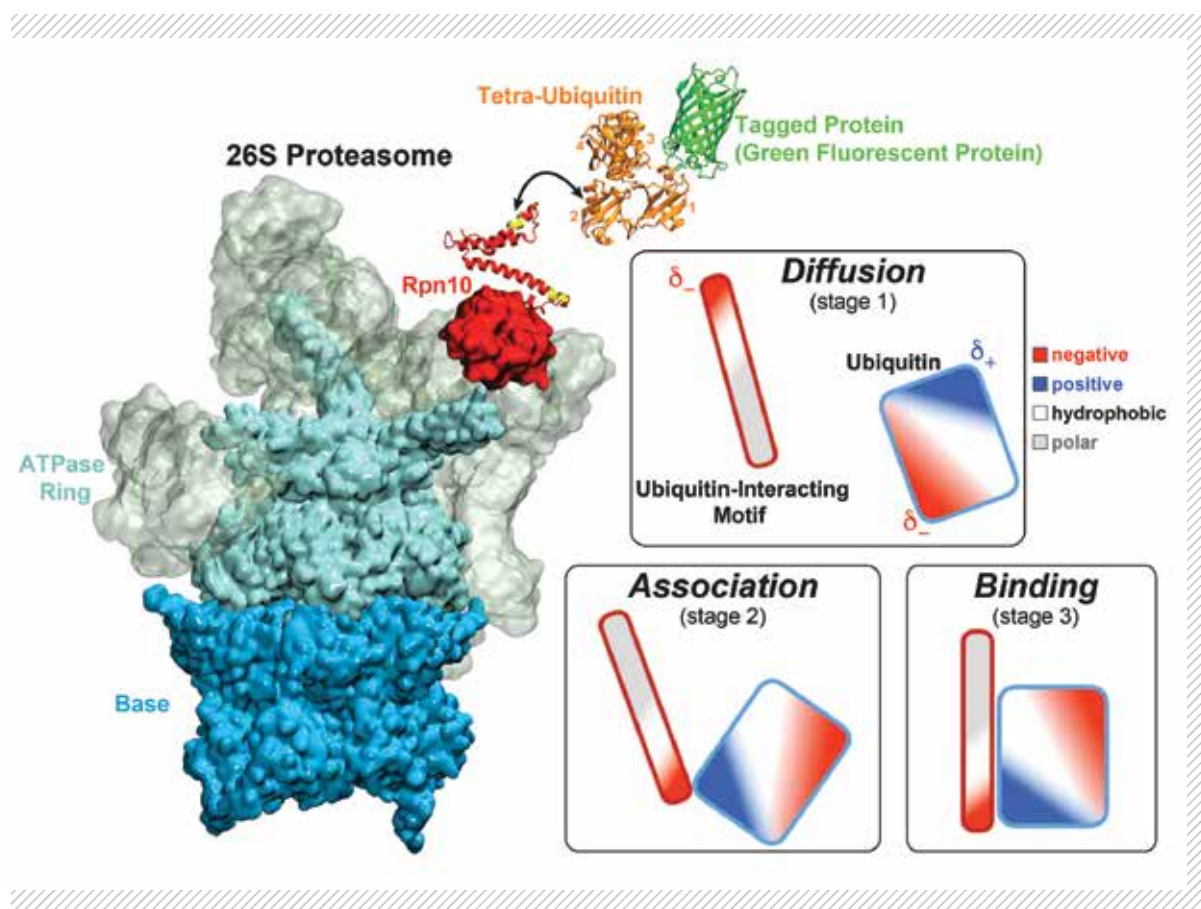 Tetra-Ubiquitin
4
3
2
1
Tagged Protein
(Green Fluorescent Protein)
26S Proteasome
Rpn10
ATPase
Ring
Base
Diffusion
(stage 1)
δ−
Ubiquitin
δ+
δ−
Ubiquitin-Interacting
Motif
negative
positive
hydrophobic
polar
Association
(stage 2)
Binding
(stage 3)